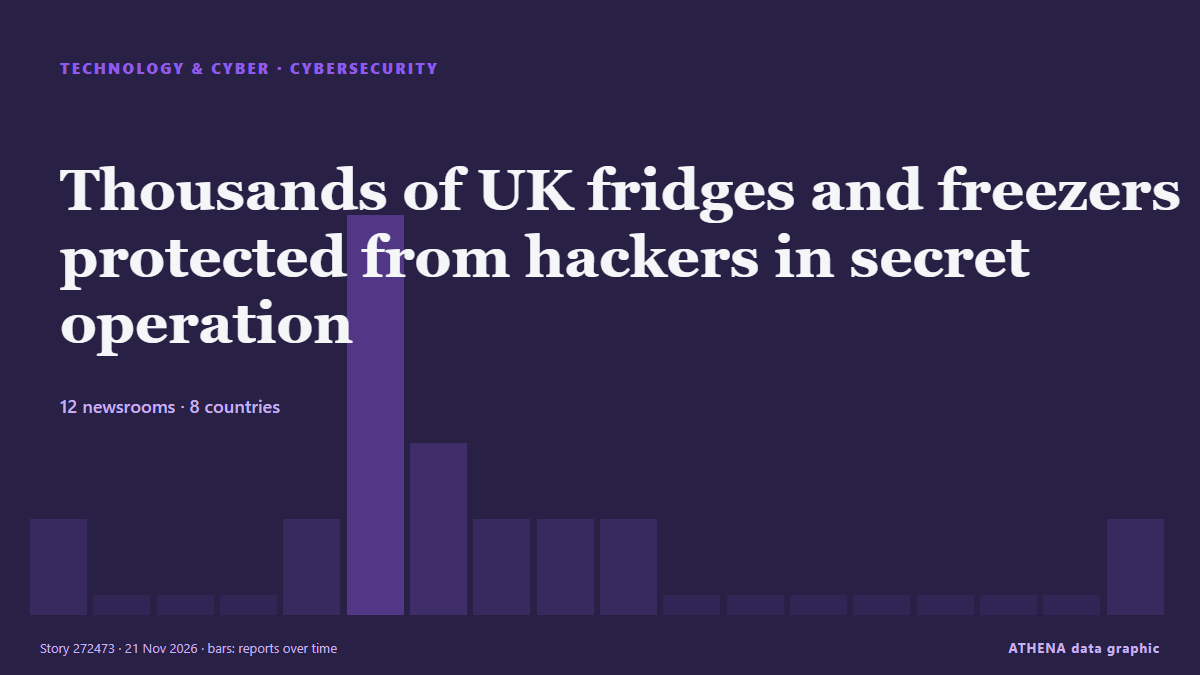 TECHNOLOGY & CYBER · CYBERSECURITY
Thousands of UK fridges and freezers
protected from hackers in secret
operation
12 newsrooms · 8 countries
Story 272473 · 21 Nov 2026 · bars: reports over time
ATHENA data graphic